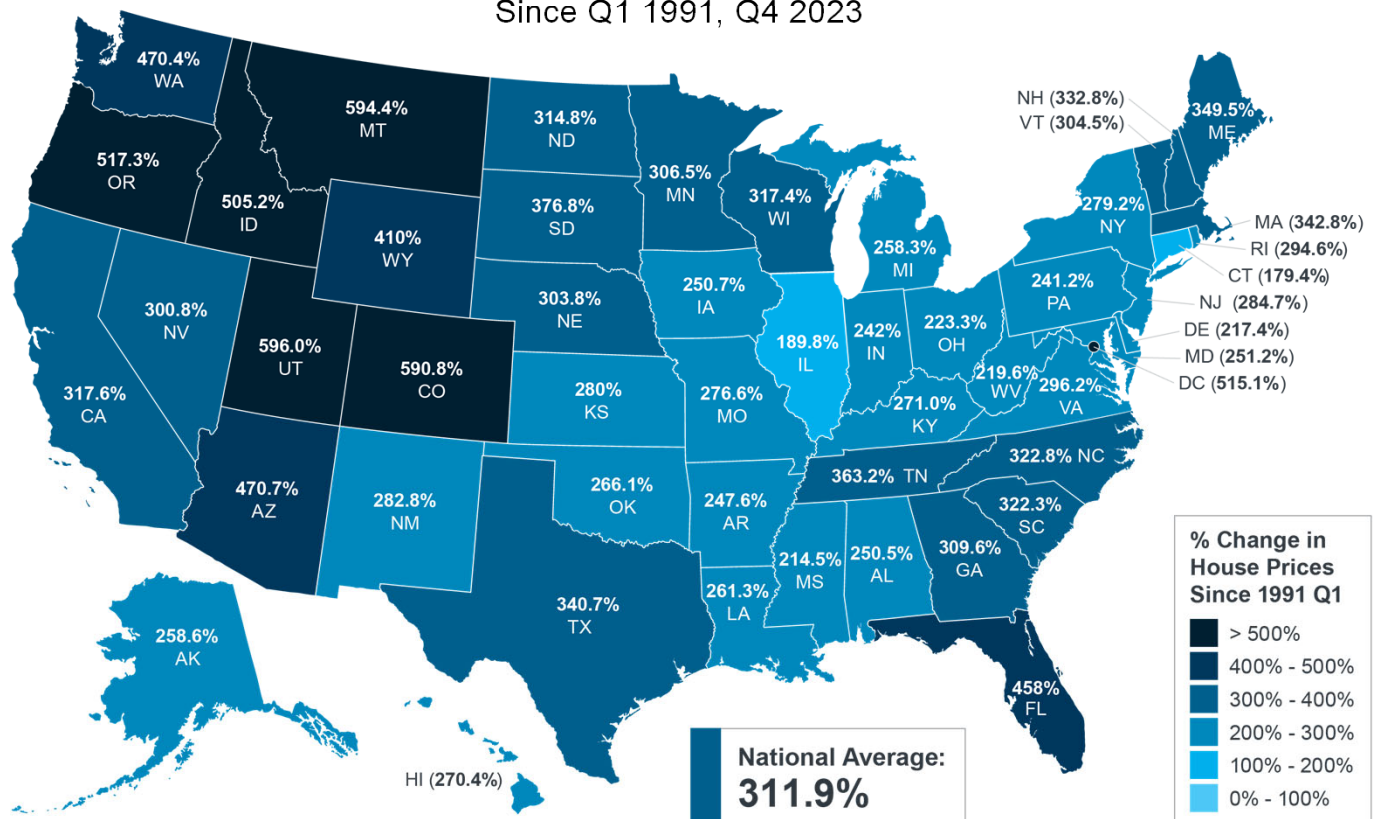 Since Q1 1991, Q4 2023
470.4%
WA
594.4%
MT
314.8%
ND
306.5%
MN
517.3%
OR
505.2%
ID
376.8%
SD
317.4%
WI
410%
WY
258.3%
MI
279.2%
NY
349.5%
ME
NH (332.8%)
VT (304.5%)
MA (342.8%)
RI (294.6%)
CT (179.4%)
NJ (284.7%)
DE (217.4%)
MD (251.2%)
DC (515.1%)
300.8%
NV
303.8%
NE
250.7%
IA
241.2%
PA
596.0%
UT
590.8%
CO
189.8%
IL
242%
IN
223.3%
OH
317.6%
CA
280%
KS
276.6%
MO
271.0%
KY
219.6%
WV
296.2%
VA
470.7%
AZ
282.8%
NM
266.1%
OK
247.6%
AR
363.2% TN
322.8% NC
322.3%
SC
340.7%
TX
261.3%
LA
214.5%
MS
250.5%
AL
309.6%
GA
458%
FL
258.6%
AK
HI (270.4%)
National Average:
311.9%
% Change in
House Prices
Since 1991 Q1
> 500%
400% - 500%
300% - 400%
200% - 300%
100% - 200%
0% - 100%